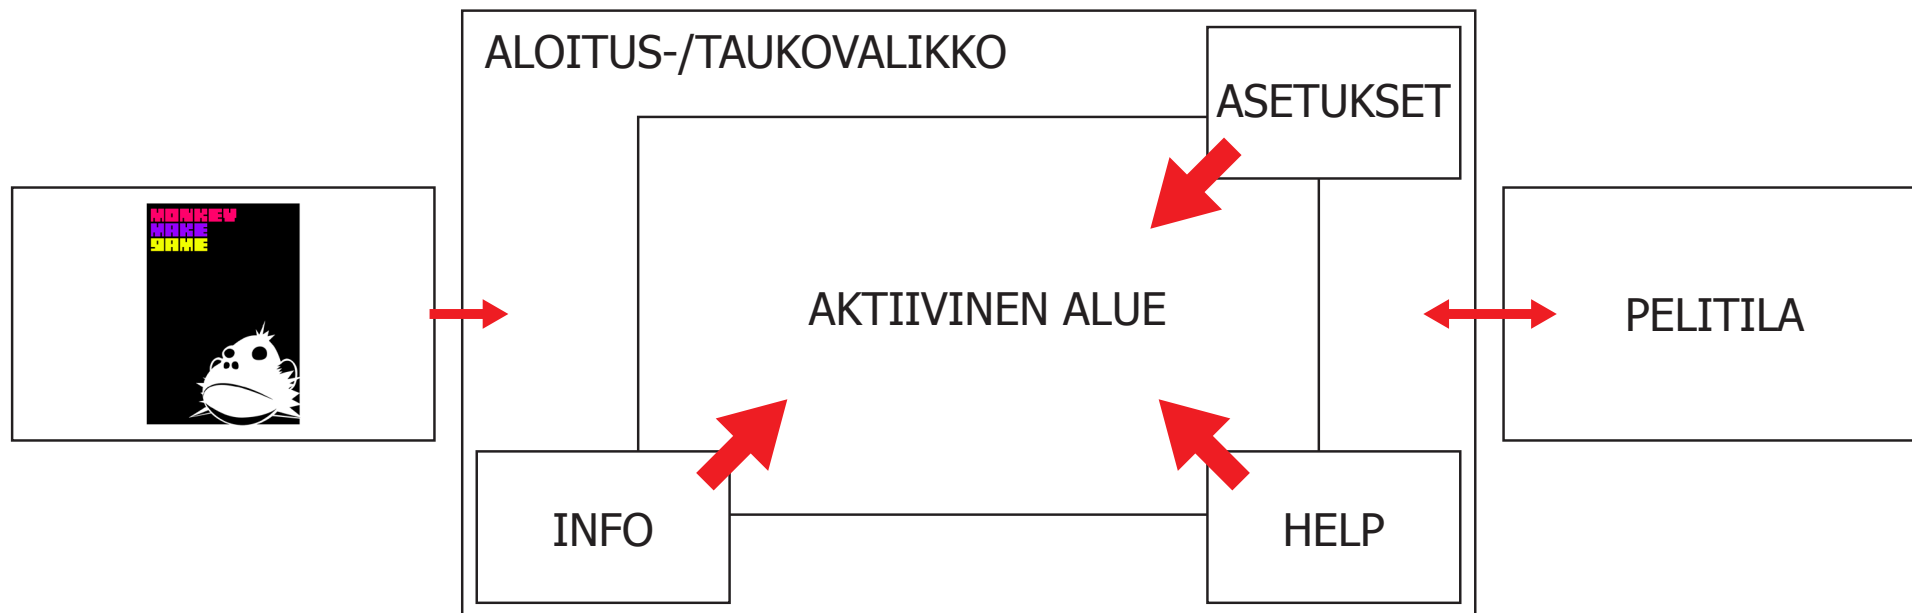 ALOITUS-/TAUKOVALIKKO
ASETUKSET
MONKEY
MAKE
GAME
AKTIIVINEN ALUE
PELITILA
INFO
HELP